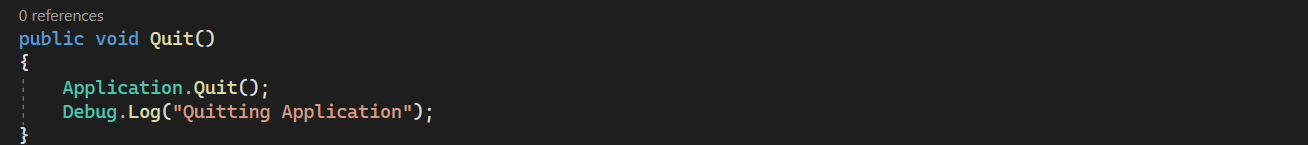 0 references
public void Quit()
{
    Application.Quit();
    Debug.Log("Quitting Application");
}